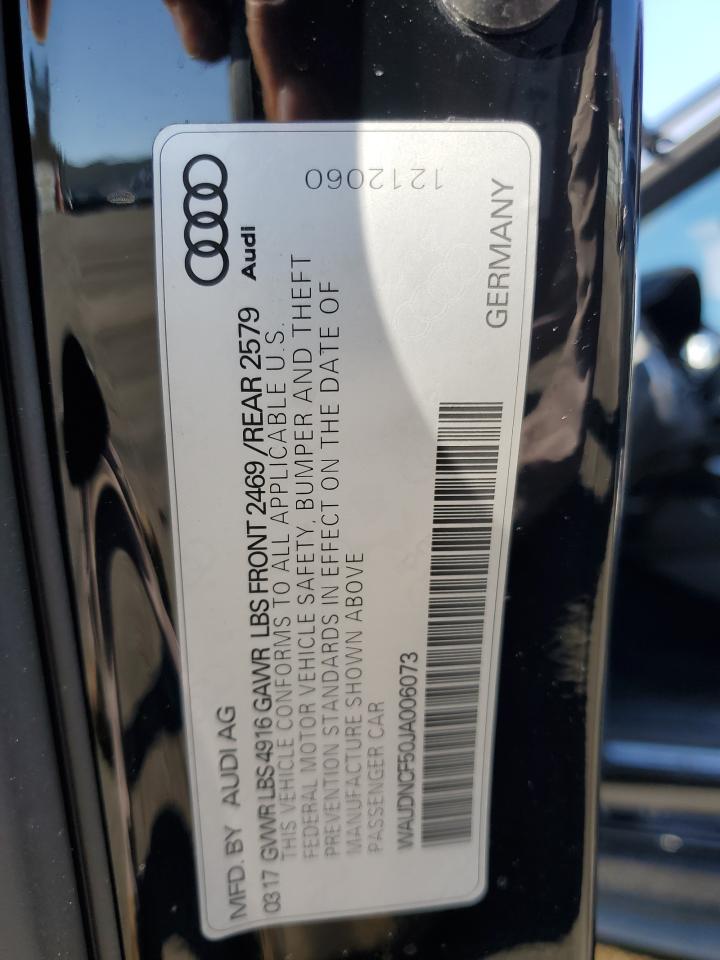 MFD. BY AUDI AG
Audi
0317 GVWR LBS 4916 GAWR LBS FRONT 2469 / REAR 2579
THIS VEHICLE CONFORMS TO ALL APPLICABLE U.S.
FEDERAL MOTOR VEHICLE SAFETY, BUMPER AND THEFT
PREVENTION STANDARDS IN EFFECT ON THE DATE OF
MANUFACTURE SHOWN ABOVE
PASSENGER CAR
WAUDNCF50JA006073
1212060
GERMANY